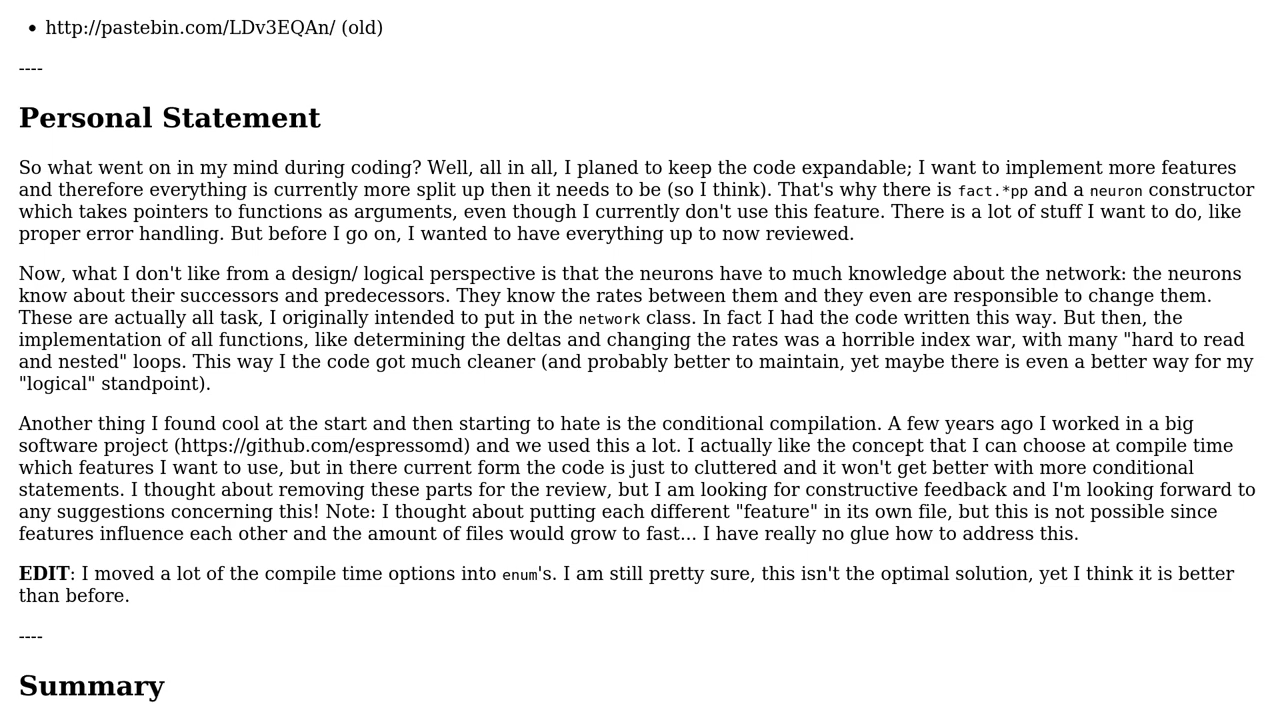 • http://pastebin.com/LDv3EQAn/ (old)
----
Personal Statement
So what went on in my mind during coding? Well, all in all, I planed to keep the code expandable; I want to implement more features
and therefore everything is currently more split up then it needs to be (so I think). That's why there is fact.*pp and a neuron constructor
which takes pointers to functions as arguments, even though I currently don't use this feature. There is a lot of stuff I want to do, like
proper error handling. But before I go on, I wanted to have everything up to now reviewed.
Now, what I don't like from a design/ logical perspective is that the neurons have to much knowledge about the network: the neurons
know about their successors and predecessors. They know the rates between them and they even are responsible to change them.
These are actually all task, I originally intended to put in the network class. In fact I had the code written this way. But then, the
implementation of all functions, like determining the deltas and changing the rates was a horrible index war, with many "hard to read
and nested" loops. This way I the code got much cleaner (and probably better to maintain, yet maybe there is even a better way for my
"logical" standpoint).
Another thing I found cool at the start and then starting to hate is the conditional compilation. A few years ago I worked in a big
software project (https://github.com/espressomd) and we used this a lot. I actually like the concept that I can choose at compile time
which features I want to use, but in there current form the code is just to cluttered and it won't get better with more conditional
statements. I thought about removing these parts for the review, but I am looking for constructive feedback and I'm looking forward to
any suggestions concerning this! Note: I thought about putting each different "feature" in its own file, but this is not possible since
features influence each other and the amount of files would grow to fast... I have really no glue how to address this.
EDIT: I moved a lot of the compile time options into enum's. I am still pretty sure, this isn't the optimal solution, yet I think it is better
than before.
----
Summary